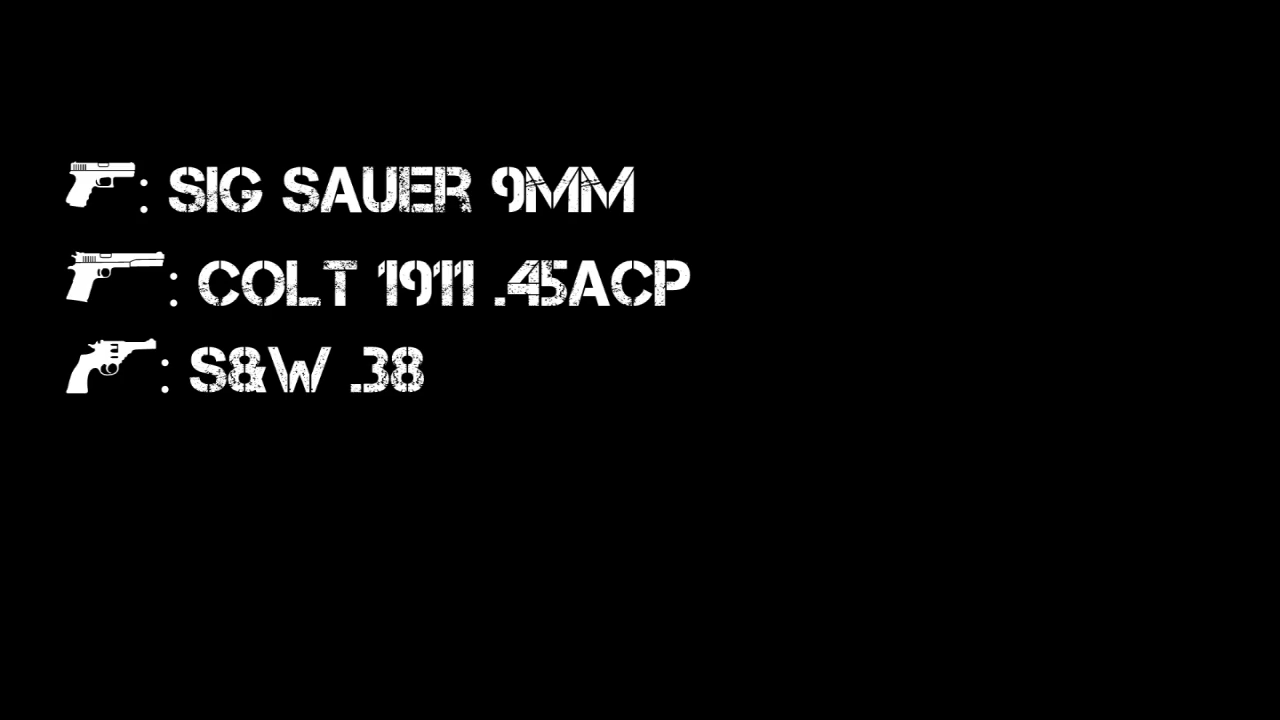 : SIG SAUER 9MM
: COLT 1911 .45ACP
: S&W .38